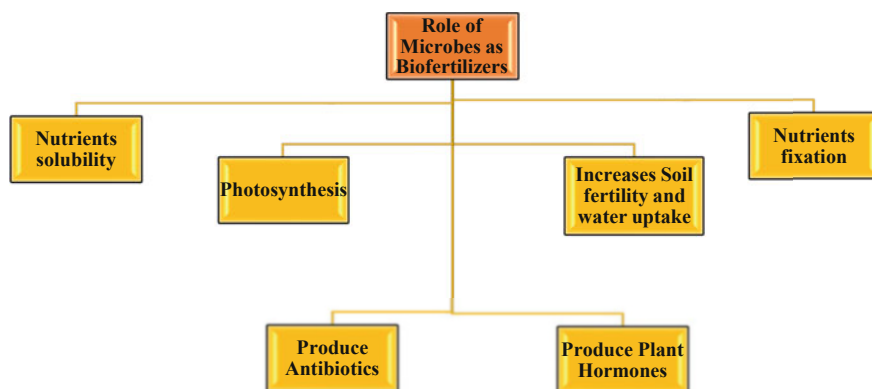 Role of
Microbes as
Biofertilizers
Nutrients
solubility
Nutrients
fixation
Photosynthesis
Increases Soil
fertility and
water uptake
Produce
Antibiotics
Produce Plant
Hormones